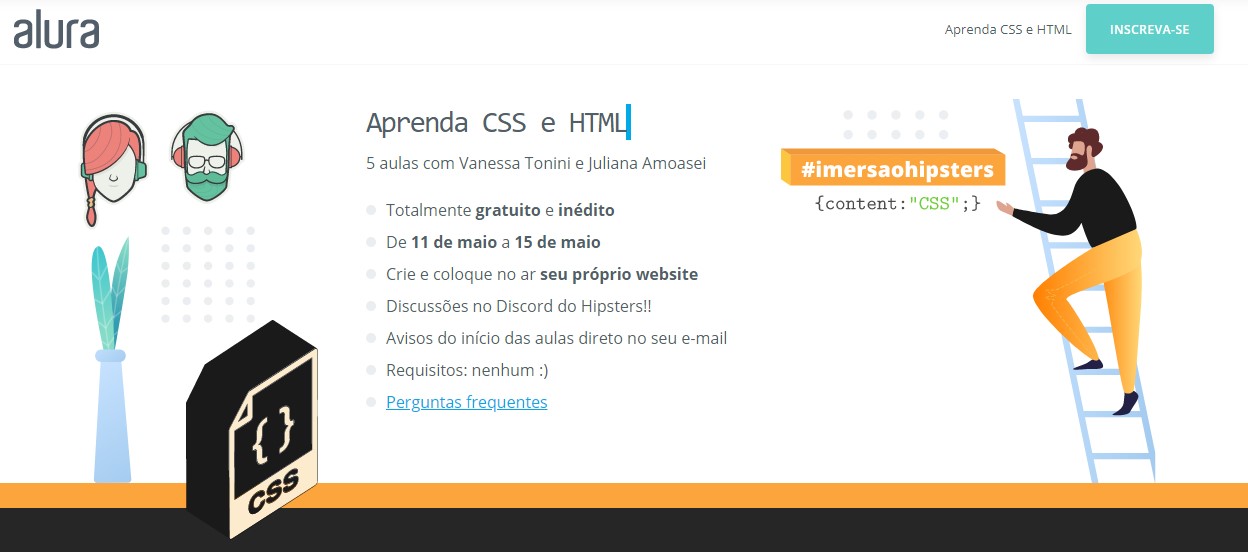 alura
Aprenda CSS e HTML
INSCREVA-SE
Aprenda CSS e HTML
5 aulas com Vanessa Tonini e Juliana Amoasei
Totalmente gratuito e inédito
De 11 de maio a 15 de maio
Crie e coloque no ar seu próprio website
Discussões no Discord do Hipsters!!
Avisos do início das aulas direto no seu e-mail
Requisitos: nenhum :)
Perguntas frequentes
#imersaohipsters
{content:"CSS";}
{ }
CSS